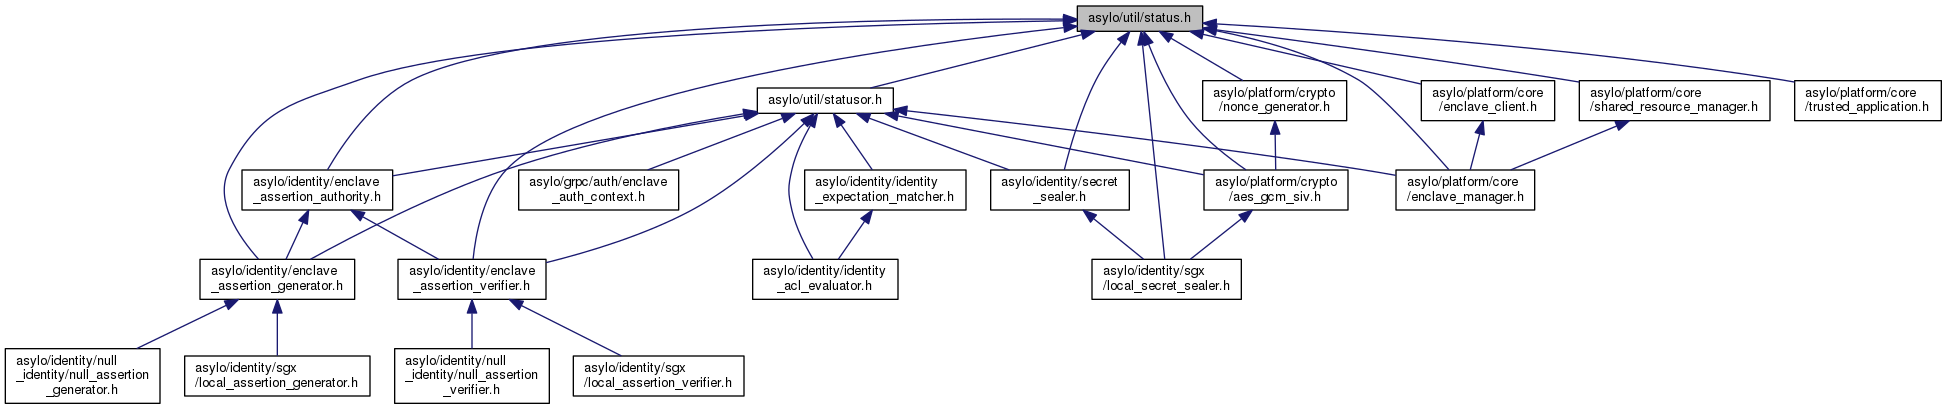 asylo/util/status.h
asylo/util/statusor.h
asylo/platform/crypto
/nonce_generator.h
asylo/platform/core
/enclave_client.h
asylo/platform/core
/shared_resource_manager.h
asylo/platform/core
/trusted_application.h
asylo/identity/enclave
_assertion_authority.h
asylo/grpc/auth/enclave
_auth_context.h
asylo/identity/identity
_expectation_matcher.h
asylo/identity/secret
_sealer.h
asylo/platform/crypto
/aes_gcm_siv.h
asylo/platform/core
/enclave_manager.h
asylo/identity/enclave
_assertion_generator.h
asylo/identity/enclave
_assertion_verifier.h
asylo/identity/identity
_acl_evaluator.h
asylo/identity/sgx
/local_secret_sealer.h
asylo/identity/null
_identity/null_assertion
_generator.h
asylo/identity/sgx
/local_assertion_generator.h
asylo/identity/null
_identity/null_assertion
_verifier.h
asylo/identity/sgx
/local_assertion_verifier.h